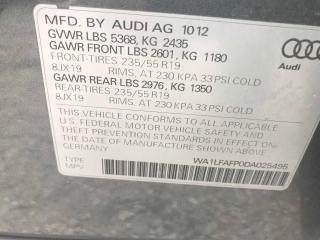 MFD. BY AUDI AG 10 12
GVWR LBS 5368, KG 2435
GAWR FRONT LBS 2601, KG 1180
FRONT-TIRES 235/55 R19
8JX19 RIMS, AT 230 KPA 33 PSI COLD
GAWR REAR LBS 2976, KG 1350
REAR-TIRES 235/55 R19
8JX19 RIMS, AT 230 KPA 33 PSI COLD
Audi
THIS VEHICLE CONFORMS TO ALL APPLICABLE
U.S. FEDERAL MOTOR VEHICLE SAFETY AND
THEFT PREVENTION STANDARDS IN EFFECT ON
THE DATE OF MANUFACTURE SHOWN ABOVE.
GERMANY
TYPE: WA1LFAFP0DA025495
MPV